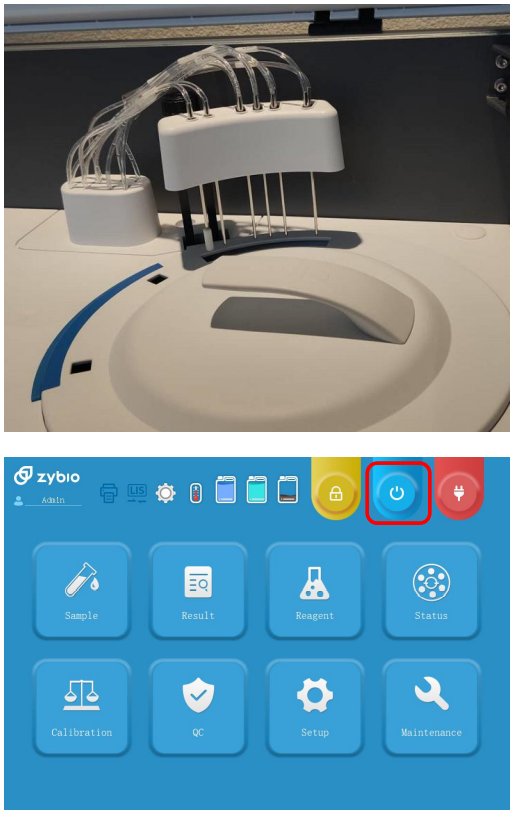 zybio
Admin
LIS
Sample
Result
Reagent
Status
Calibration
QC
Setup
Maintenance